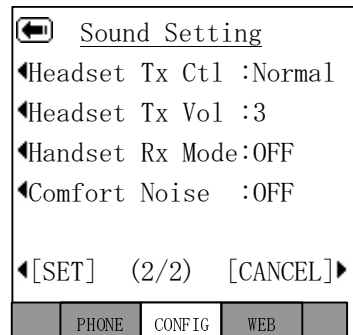 Sound Setting
Headset Tx Ctl :Normal
Headset Tx Vol :3
Handset Rx Mode:OFF
Comfort Noise :OFF
[SET] (2/2) [CANCEL]
PHONE CONFIG WEB